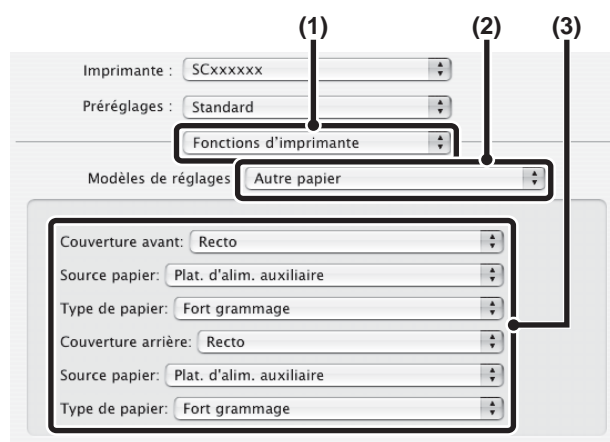 (1) (2) (3)
Imprimante : SCxxxxxx
Préréglages : Standard
Fonctions d'imprimante
Modèles de réglages Autre papier
Couverture avant: Recto
Source papier: Plat. d'alim. auxiliaire
Type de papier: Fort grammage
Couverture arrière: Recto
Source papier: Plat. d'alim. auxiliaire
Type de papier: Fort grammage